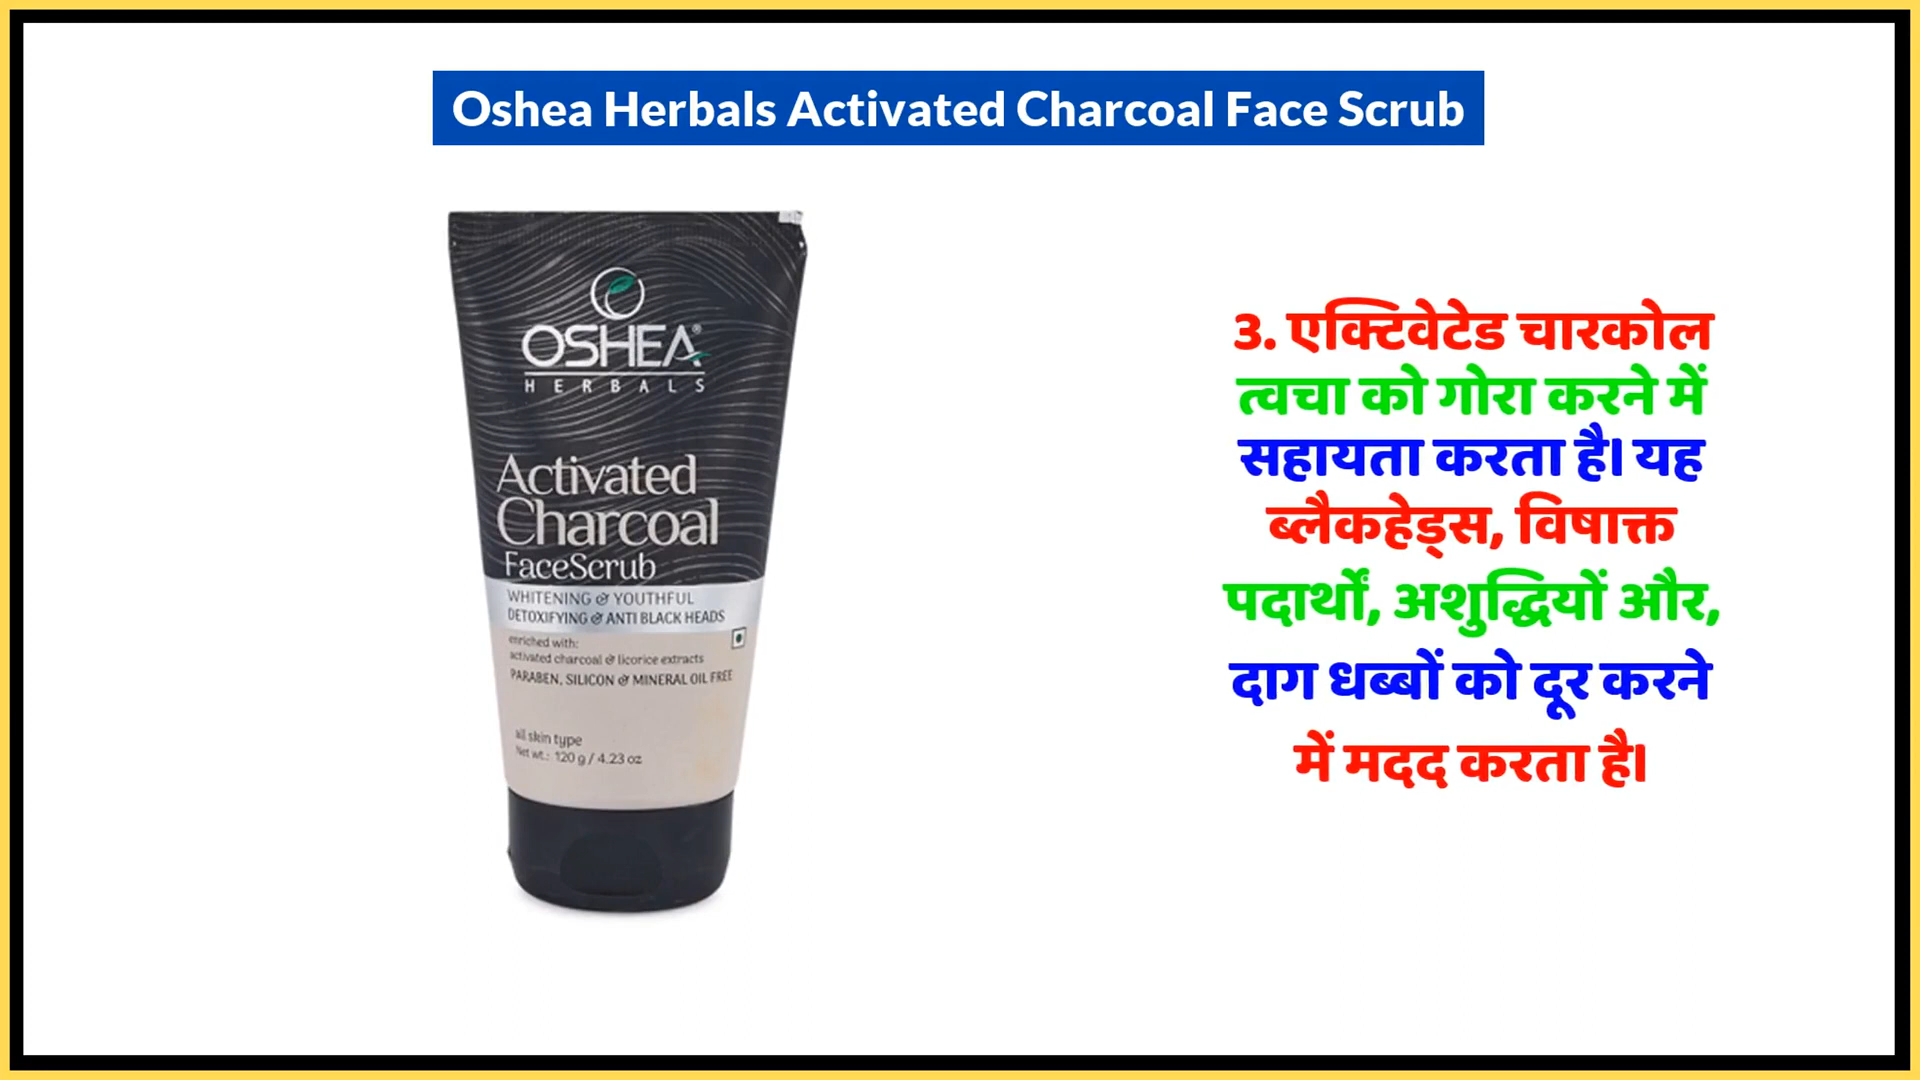 Oshea Herbals Activated Charcoal Face Scrub
OSHEA®
HERBALS
Activated
Charcoal
FaceScrub
WHITENING & YOUTHFUL
DETOXIFYING & ANTI BLACK HEADS
enriched with:
activated charcoal & licorice extracts
PARABEN, SILICON & MINERAL OIL FREE
all skin type
Net wt.: 120 g / 4.23 oz
3. एक्टिवेटेड चारकोल
त्वचा को गोरा करने में
सहायता करता है। यह
ब्लैकहेड्स, विषाक्त
पदार्थों, अशुद्धियों और,
दाग धब्बों को दूर करने
में मदद करता है।